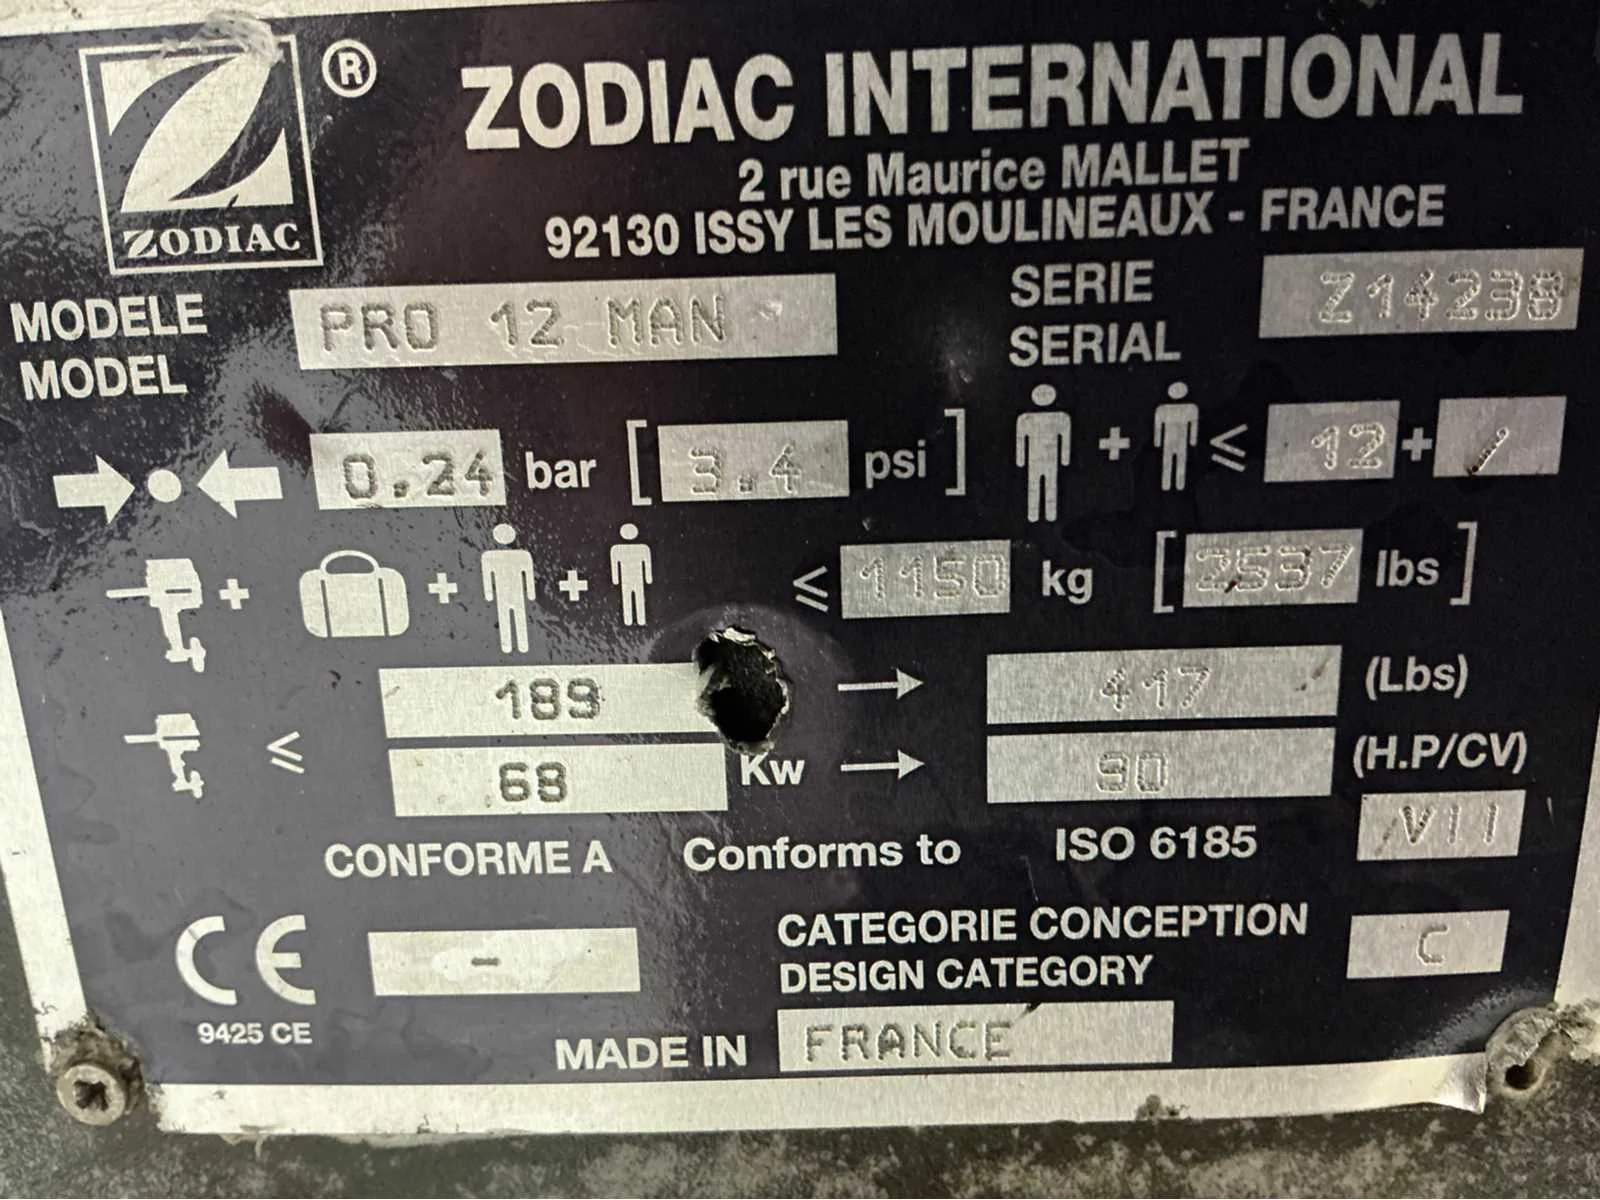 ZODIAC
®
ZODIAC INTERNATIONAL
2 rue Maurice MALLET
92130 ISSY LES MOULINEAUX - FRANCE
MODELE
MODEL
PRO 12 MAN
SERIE
SERIAL
Z14238
0.24 bar [ 3.4 psi ]
+ ≤ 12 + /
+ + + ≤ 1150 kg [ 2537 lbs ]
189 → 417 (Lbs)
≤ 68 Kw → 90 (H.P/CV)
CONFORME A Conforms to ISO 6185 VII
CE
9425 CE
-
CATEGORIE CONCEPTION
DESIGN CATEGORY
C
MADE IN FRANCE